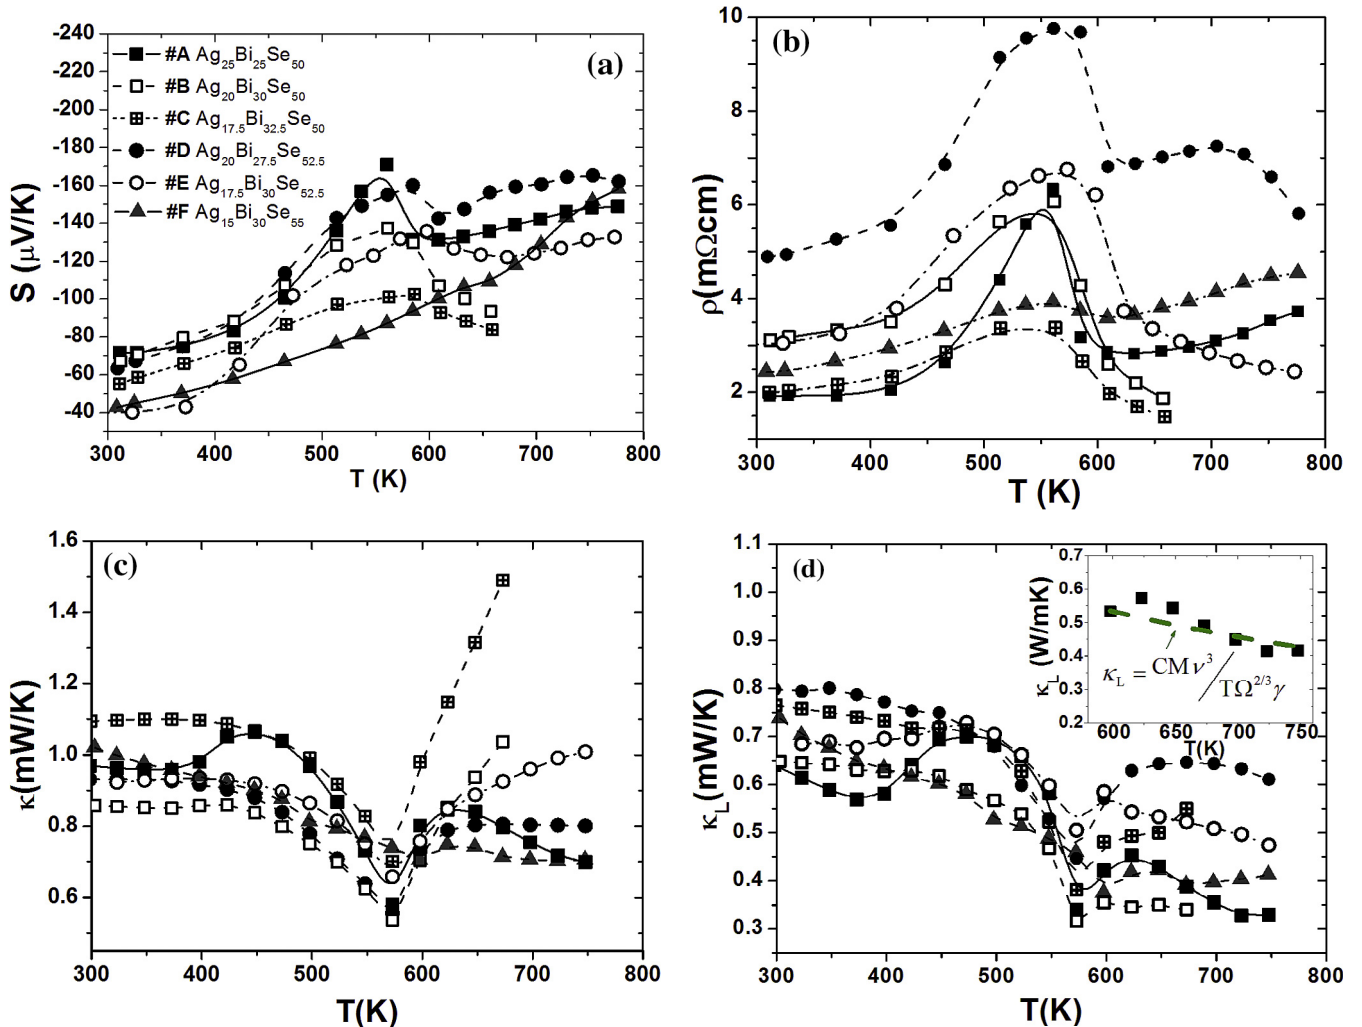 (a)
-240
-220
-200
-180
-160
-140
-120
-100
-80
-60
-40
S (μV/K)
#A Ag25Bi25Se50
#B Ag20Bi30Se50
#C Ag17.5Bi32.5Se50
#D Ag20Bi27.5Se52.5
#E Ag17.5Bi30Se52.5
#F Ag15Bi30Se55
300 400 500 600 700 800
T (K)
(b)
10
8
6
4
2
ρ(mΩcm)
300 400 500 600 700 800
T (K)
(c)
1.6
1.4
1.2
1.0
0.8
0.6
κ(mW/K)
300 400 500 600 700 800
T(K)
(d)
1.1
1.0
0.9
0.8
0.7
0.6
0.5
0.4
0.3
κL(mW/K)
300 400 500 600 700 800
T(K)
0.7
0.6
0.5
0.4
0.3
0.2
κL (W/mK)
κL = CMν³/TΩ^2/3γ
600 650 700 750
T(K)